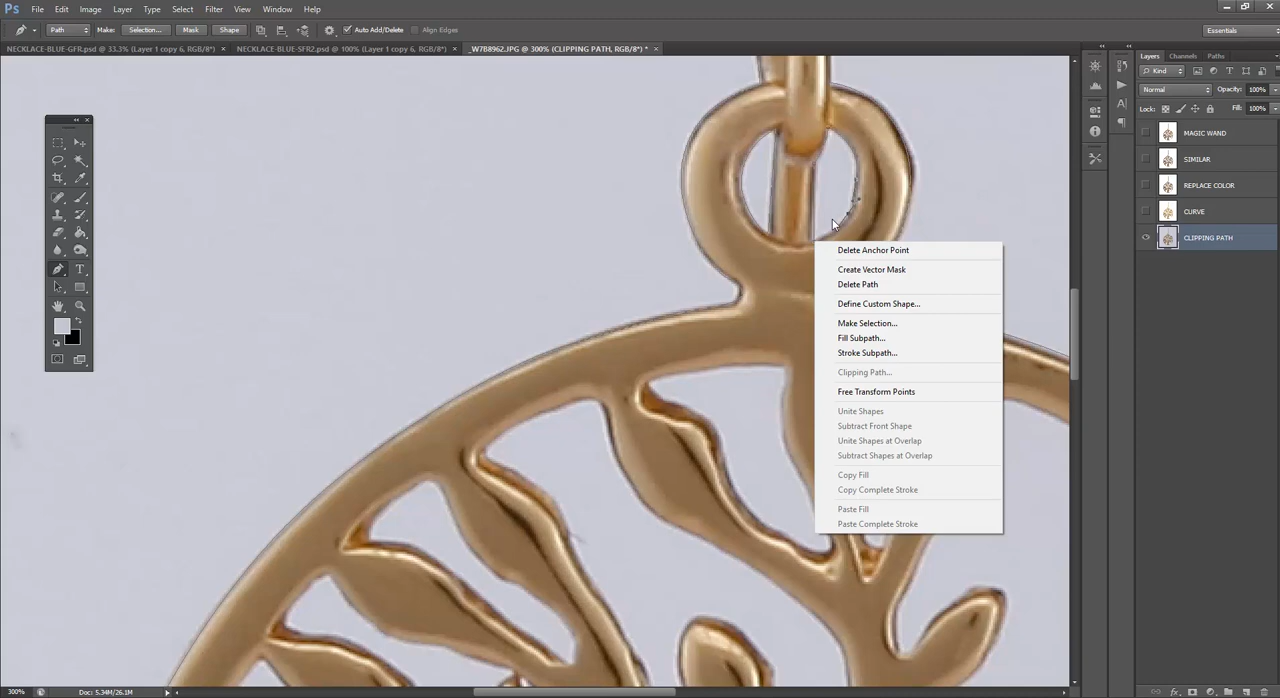 Ps File Edit Image Layer Type Select Filter View Window Help
Path Make: Selection... Mask Shape Auto Add/Delete Align Edges Essentials
NECKLACE-BLUE-GFR.psd @ 33.3% (Layer 1 copy 6, RGB/8*) × NECKLACE-BLUE-SFR2.psd @ 100% (Layer 1 copy 6, RGB/8*) × _W7B8962.JPG @ 300% (CLIPPING PATH, RGB/8*) * ×
Layers Channels Paths
Kind
Normal Opacity: 100%
Lock: Fill: 100%
MAGIC WAND
SIMILAR
REPLACE COLOR
CURVE
CLIPPING PATH
Delete Anchor Point
Create Vector Mask
Delete Path
Define Custom Shape...
Make Selection...
Fill Subpath...
Stroke Subpath...
Clipping Path...
Free Transform Points
Unite Shapes
Subtract Front Shape
Unite Shapes at Overlap
Subtract Shapes at Overlap
Copy Fill
Copy Complete Stroke
Paste Fill
Paste Complete Stroke
300% Doc: 5.34M/26.1M